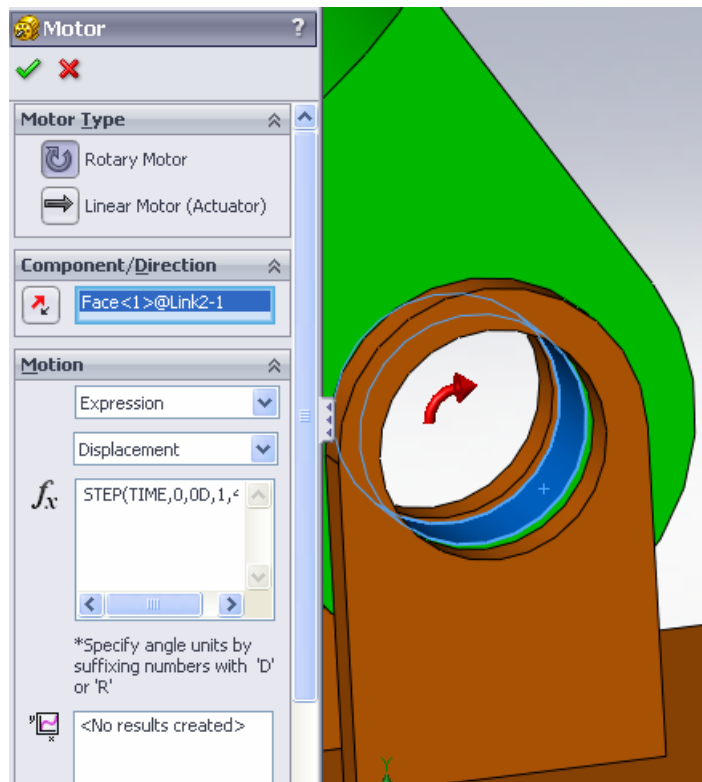 Motor ?
Motor Type
Rotary Motor
Linear Motor (Actuator)
Component/Direction
Face<1>@Link2-1
Motion
Expression
Displacement
fx
STEP(TIME,0,0D,1,
*Specify angle units by
suffixing numbers with 'D'
or 'R'
<No results created>
Y